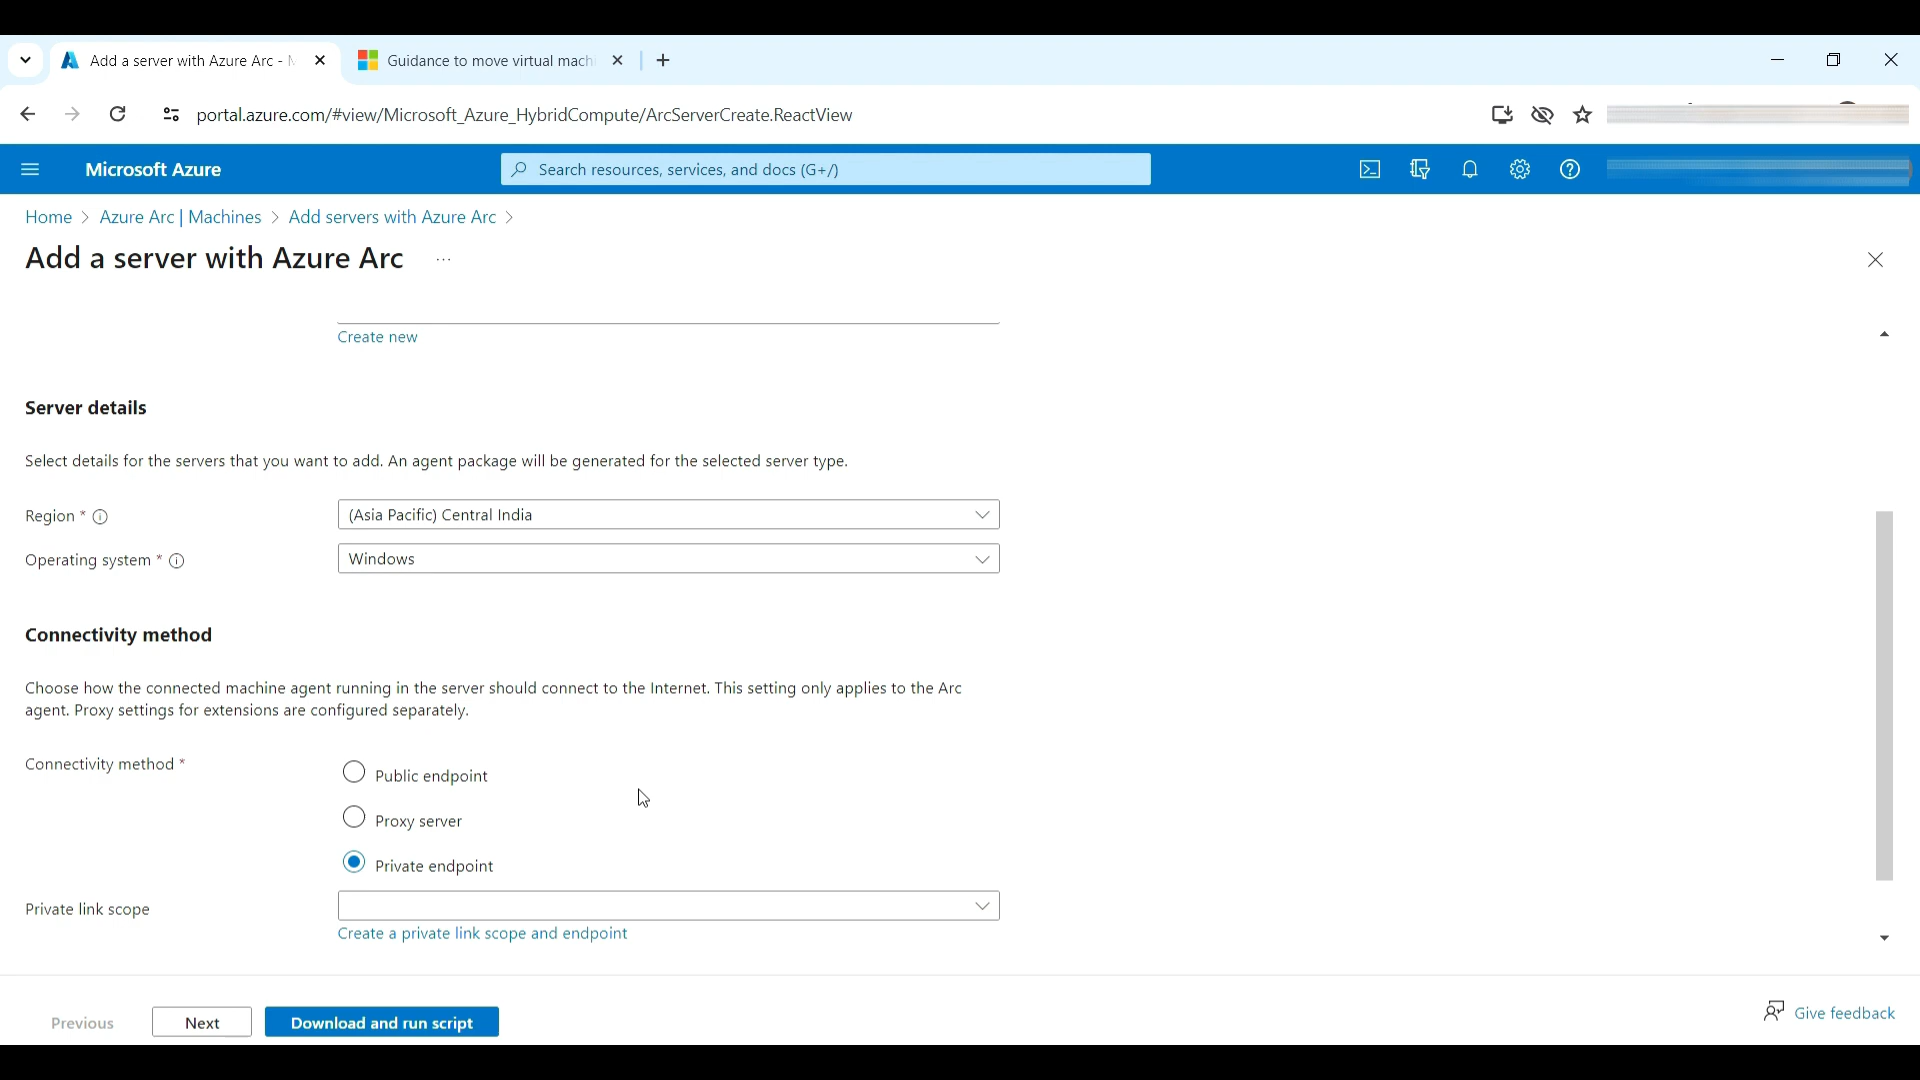 Add a server with Azure Arc - M
Guidance to move virtual machi
portal.azure.com/#view/Microsoft_Azure_HybridCompute/ArcServerCreate.ReactView
Microsoft Azure
Search resources, services, and docs (G+/)
Home > Azure Arc | Machines > Add servers with Azure Arc >
Add a server with Azure Arc ...
Create new
Server details
Select details for the servers that you want to add. An agent package will be generated for the selected server type.
Region *
(Asia Pacific) Central India
Operating system *
Windows
Connectivity method
Choose how the connected machine agent running in the server should connect to the Internet. This setting only applies to the Arc
agent. Proxy settings for extensions are configured separately.
Connectivity method *
Public endpoint
Proxy server
Private endpoint
Private link scope
Create a private link scope and endpoint
Previous
Next
Download and run script
Give feedback